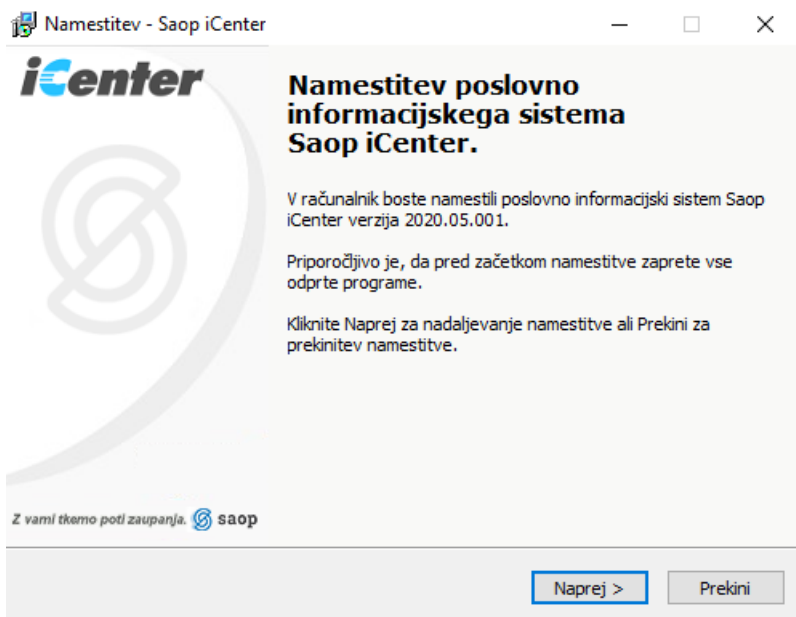 Namestitev - Saop iCenter
icenter
Namestitev poslovno
informacijskega sistema
Saop iCenter.
V računalnik boste namestili poslovno informacijski sistem Saop
iCenter verzija 2020.05.001.
Priporočljivo je, da pred začetkom namestitve zaprete vse
odprte programe.
Kliknite Naprej za nadaljevanje namestitve ali Prekini za
prekinitev namestitve.
Z vami tkemo poti zaupanja. saop
Naprej >
Prekini